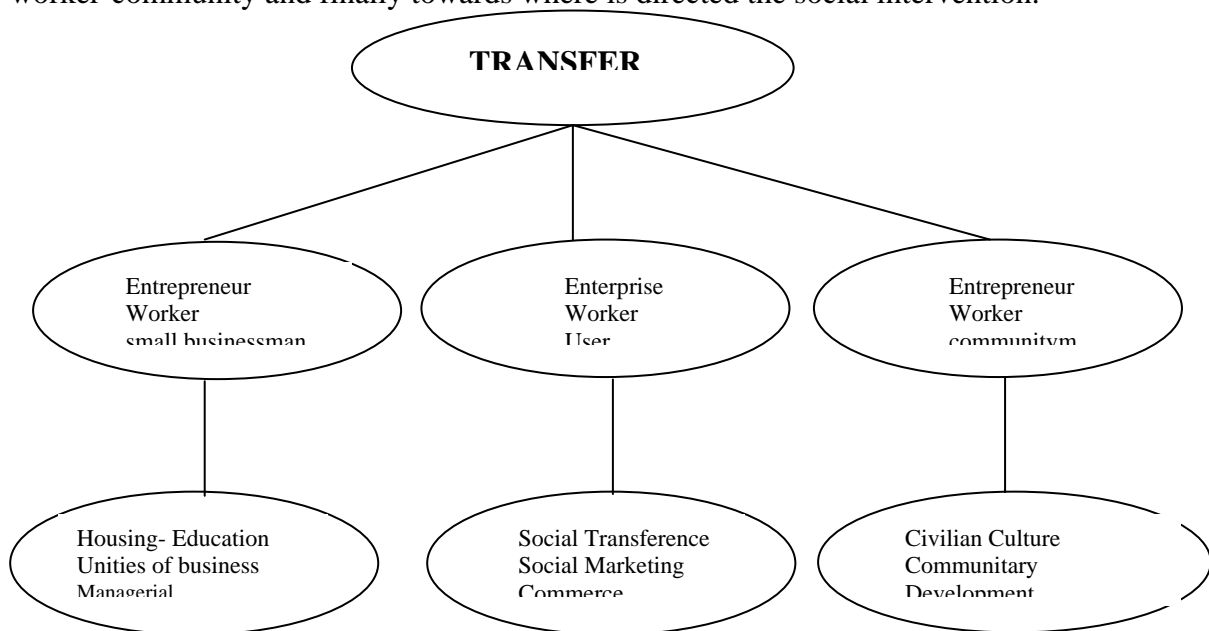 worker-community and finally towards where is directed the social intervention.
TRANSFER
Entrepreneur
Worker
small businessman
Enterprise
Worker
User
Entrepreneur
Worker
communitym
Housing- Education
Unities of business
Managerial
Social Transference
Social Marketing
Commerce
Civilian Culture
Communitary
Development